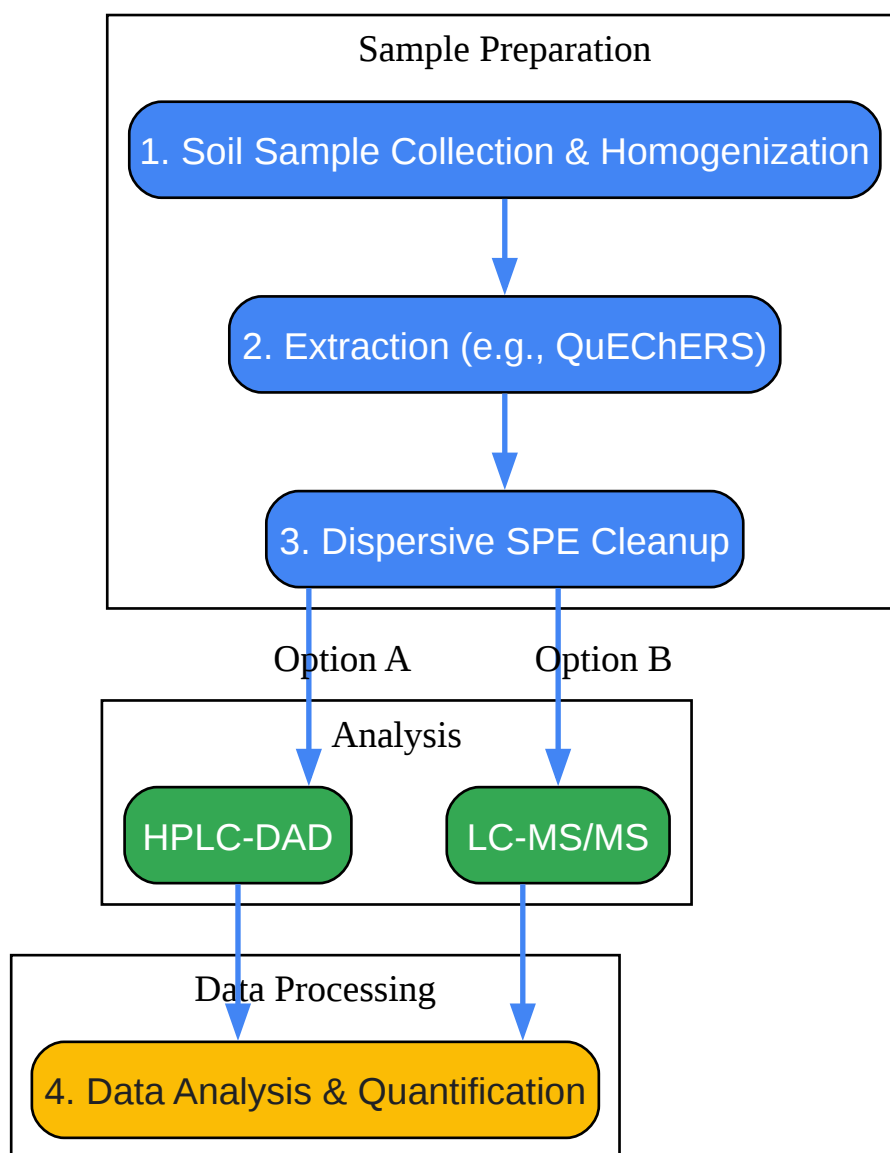 Sample Preparation
1. Soil Sample Collection & Homogenization
2. Extraction (e.g., QuEChERS)
3. Dispersive SPE Cleanup
Option A
Option B
Analysis
HPLC-DAD
LC-MS/MS
Data Processing
4. Data Analysis & Quantification